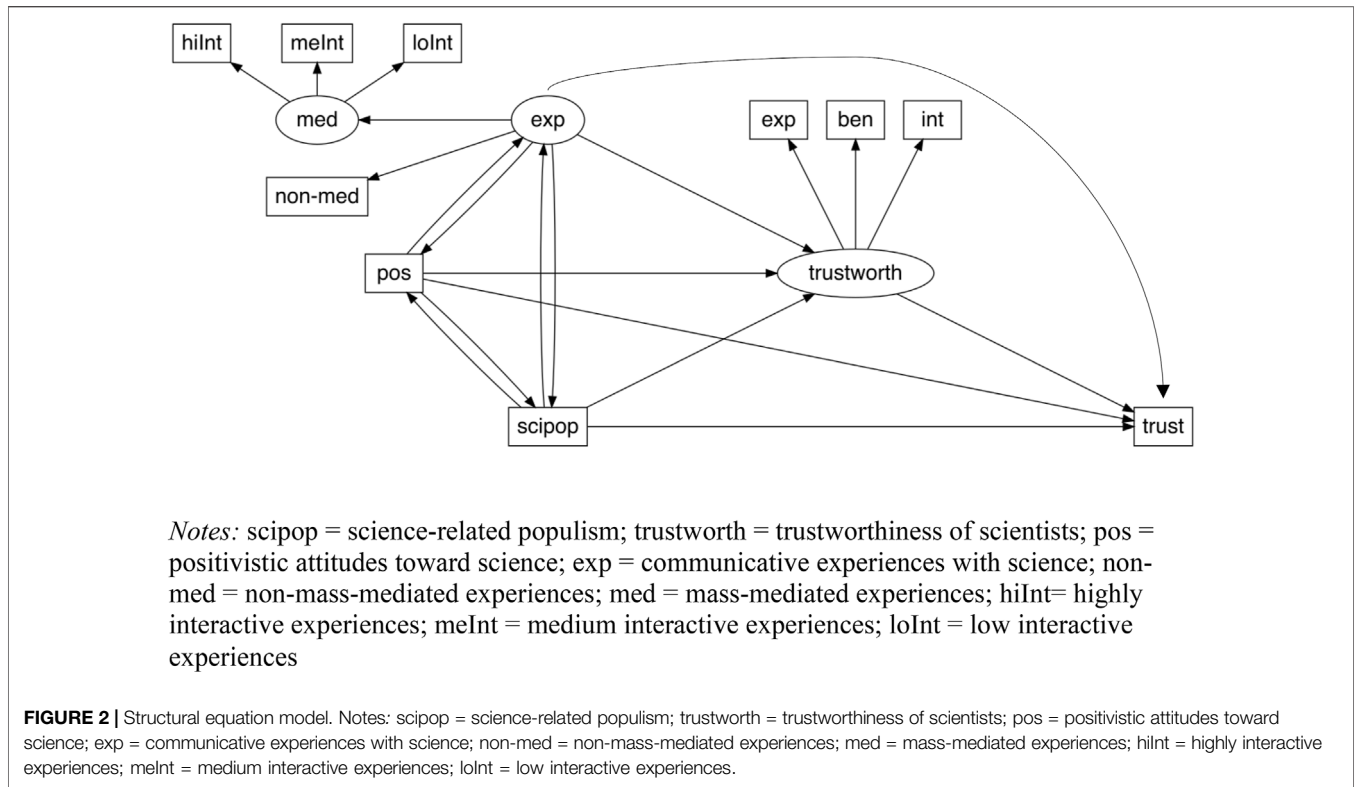 hiInt
meInt
loInt
med
exp
exp
ben
int
non-med
pos
trustworth
scipop
trust
Notes: scipop = science-related populism; trustworth = trustworthiness of scientists; pos =
positivistic attitudes toward science; exp = communicative experiences with science; non-
med = non-mass-mediated experiences; med = mass-mediated experiences; hiInt= highly
interactive experiences; meInt = medium interactive experiences; loInt = low interactive
experiences
FIGURE 2 | Structural equation model. Notes: scipop = science-related populism; trustworth = trustworthiness of scientists; pos = positivistic attitudes toward
science; exp = communicative experiences with science; non-med = non-mass-mediated experiences; med = mass-mediated experiences; hiInt = highly interactive
experiences; meInt = medium interactive experiences; loInt = low interactive experiences.